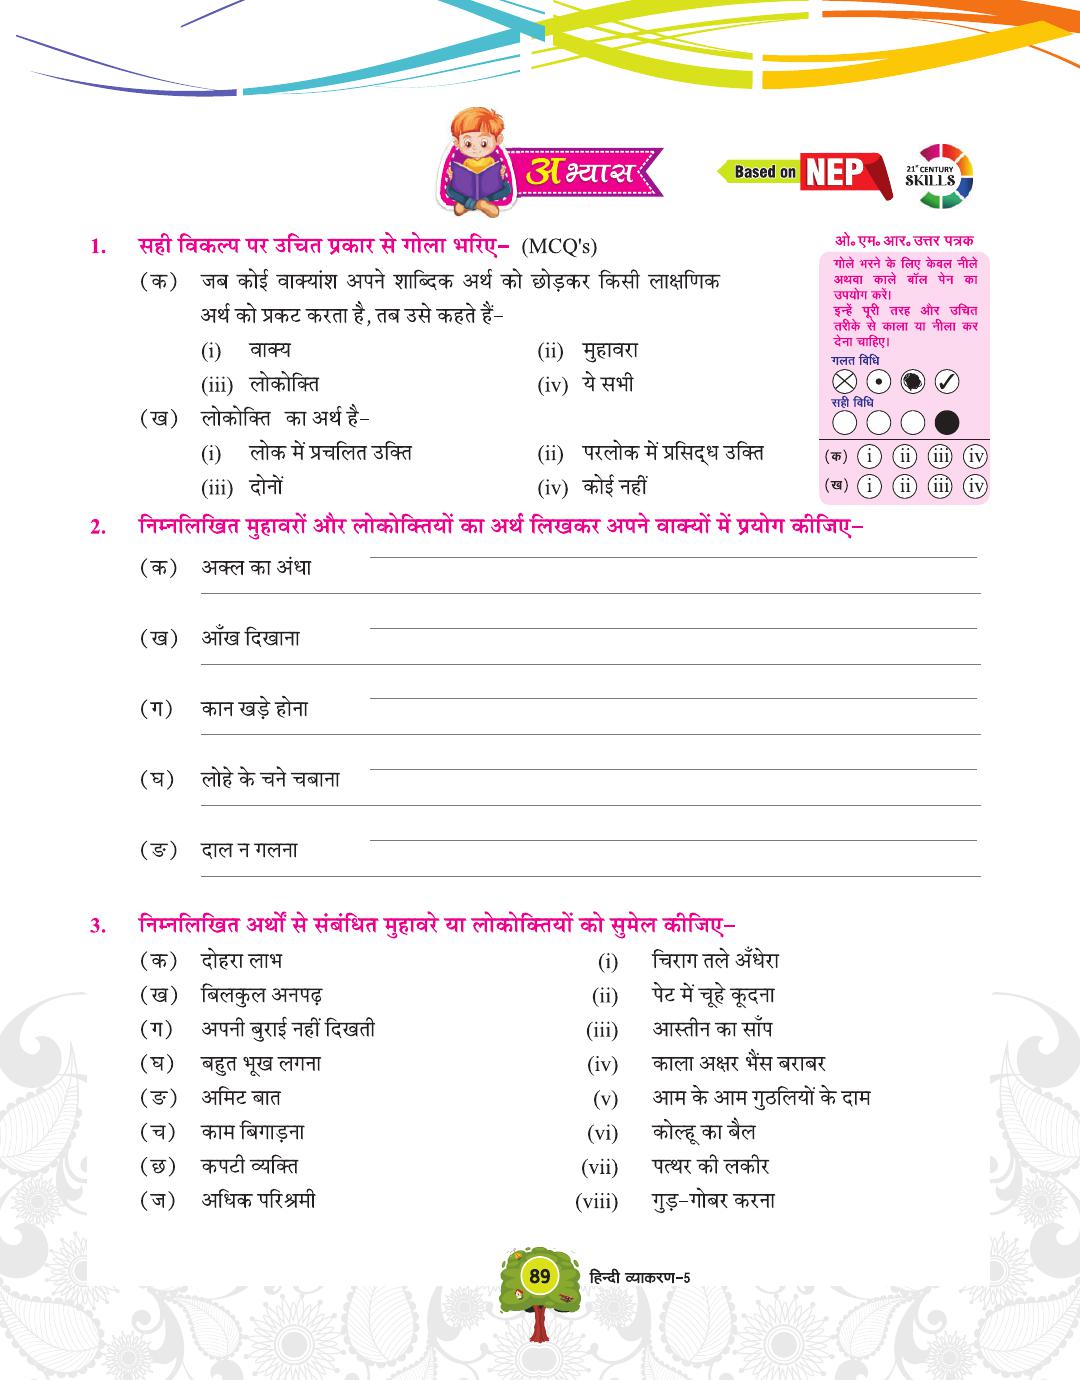 अभ्यास
Based on NEP
21st CENTURY
SKILLS
1. सही विकल्प पर उचित प्रकार से गोला भरिए– (MCQ's)
(क) जब कोई वाक्यांश अपने शाब्दिक अर्थ को छोड़कर किसी लाक्षणिक
अर्थ को प्रकट करता है, तब उसे कहते हैं–
(i) वाक्य (ii) मुहावरा
(iii) लोकोक्ति (iv) ये सभी
(ख) लोकोक्ति का अर्थ है–
(i) लोक में प्रचलित उक्ति (ii) परलोक में प्रसिद्ध उक्ति
(iii) दोनों (iv) कोई नहीं
ओ. एम. आर. उत्तर पत्रक
गोले भरने के लिए केवल नीले
अथवा काले बॉल पेन का
उपयोग करें।
इन्हें पूरी तरह और उचित
तरीके से काला या नीला कर
देना चाहिए।
गलत विधि
सही विधि
(क) i ii iii iv
(ख) i ii iii iv
2. निम्नलिखित मुहावरों और लोकोक्तियों का अर्थ लिखकर अपने वाक्यों में प्रयोग कीजिए–
(क) अक्ल का अंधा
(ख) आँख दिखाना
(ग) कान खड़े होना
(घ) लोहे के चने चबाना
(ङ) दाल न गलना
3. निम्नलिखित अर्थों से संबंधित मुहावरे या लोकोक्तियों को सुमेल कीजिए–
(क) दोहरा लाभ (i) चिराग तले अँधेरा
(ख) बिलकुल अनपढ़ (ii) पेट में चूहे कूदना
(ग) अपनी बुराई नहीं दिखती (iii) आस्तीन का साँप
(घ) बहुत भूख लगना (iv) काला अक्षर भैंस बराबर
(ङ) अमिट बात (v) आम के आम गुठलियों के दाम
(च) काम बिगाड़ना (vi) कोल्हू का बैल
(छ) कपटी व्यक्ति (vii) पत्थर की लकीर
(ज) अधिक परिश्रमी (viii) गुड़-गोबर करना
89 हिन्दी व्याकरण-5